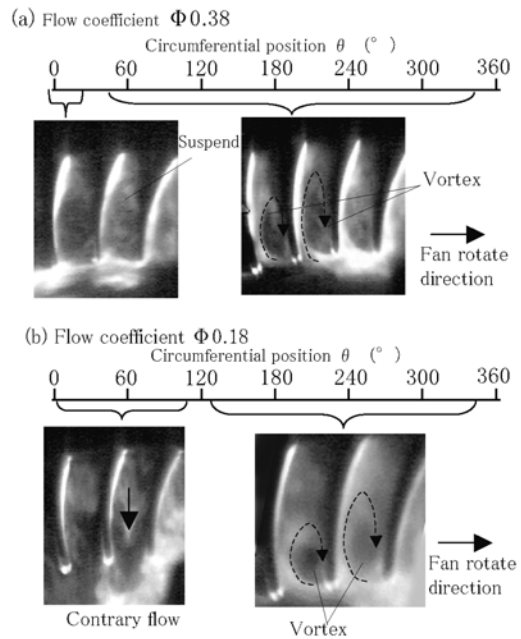 (a) Flow coefficient Φ0.38
Circumferential position θ (°)
0 60 120 180 240 300 360
Suspend
Vortex
Fan rotate
direction
(b) Flow coefficient Φ0.18
Circumferential position θ (°)
0 60 120 180 240 300 360
Fan rotate
direction
Contrary flow
Vortex